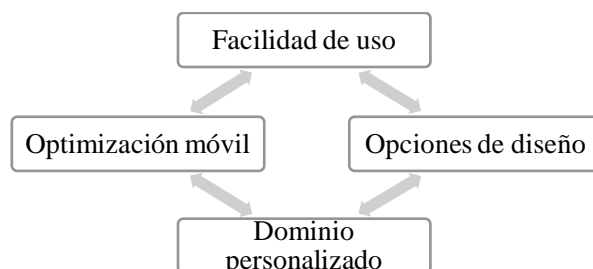 Facilidad de uso
Optimización móvil
Opciones de diseño
Dominio
personalizado